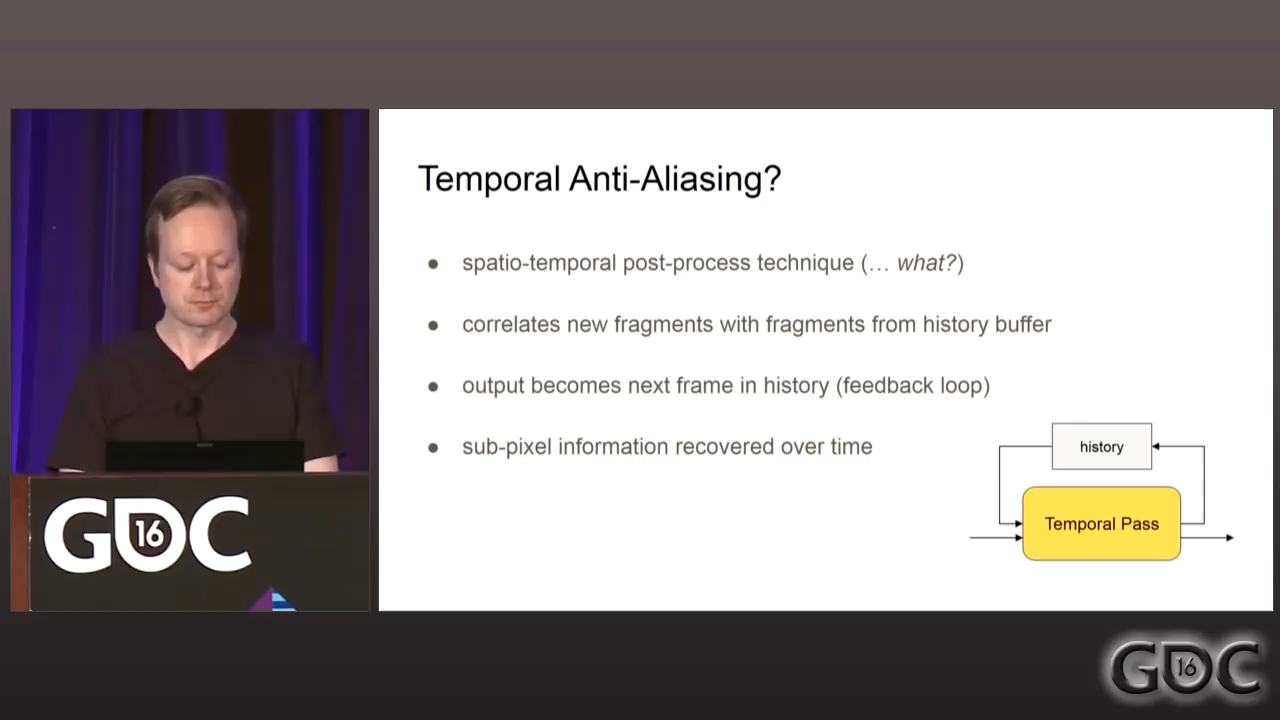 Temporal Anti-Aliasing?
● spatio-temporal post-process technique (… what?)
● correlates new fragments with fragments from history buffer
● output becomes next frame in history (feedback loop)
● sub-pixel information recovered over time
history
Temporal Pass
GDC 16
GDC 16